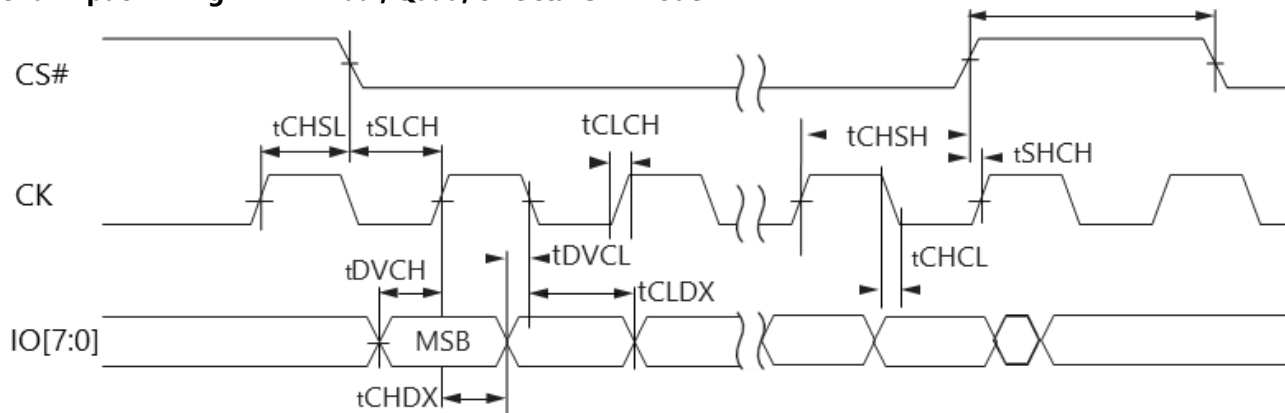 CS#
tCHSL
tSLCH
tCLCH
tCHSH
tSHCH
CK
tDVCH
tDVCL
tCLDX
tCHCL
IO[7:0]
MSB
tCHDX